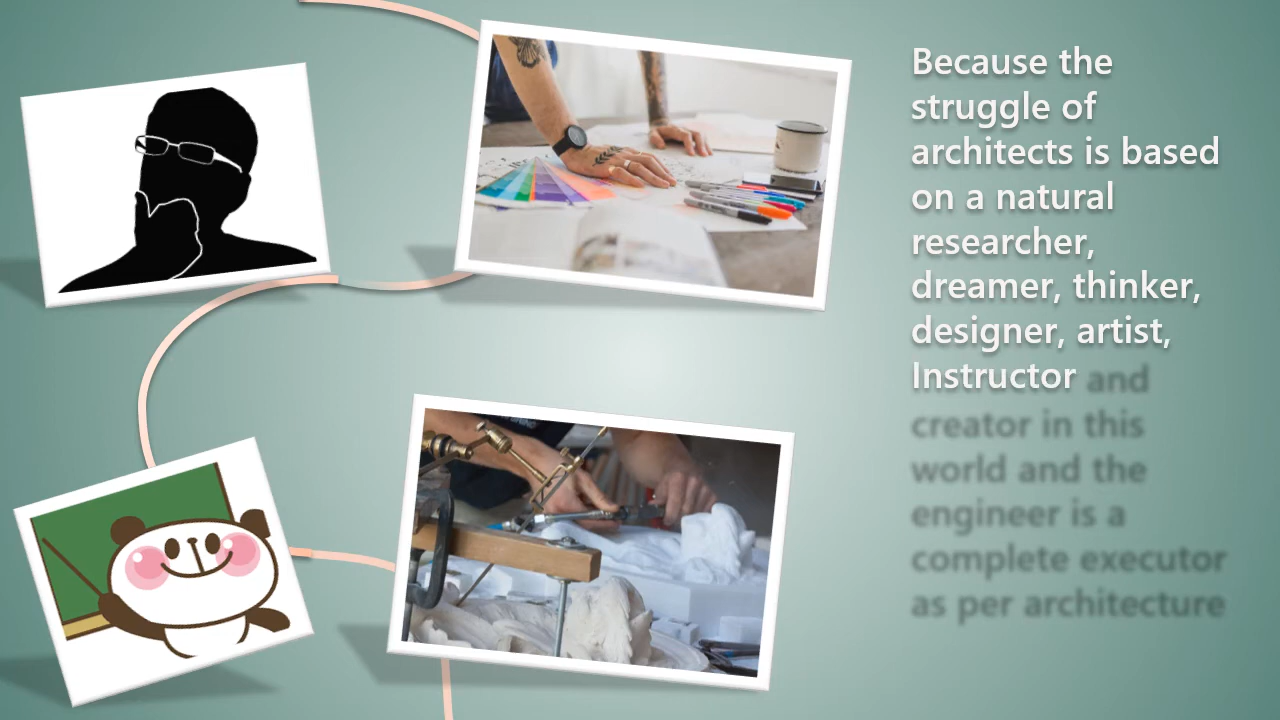 Because the
struggle of
architects is based
on a natural
researcher,
dreamer, thinker,
designer, artist,
Instructor and
creator in this
world and the
engineer is a
complete executor
as per architecture